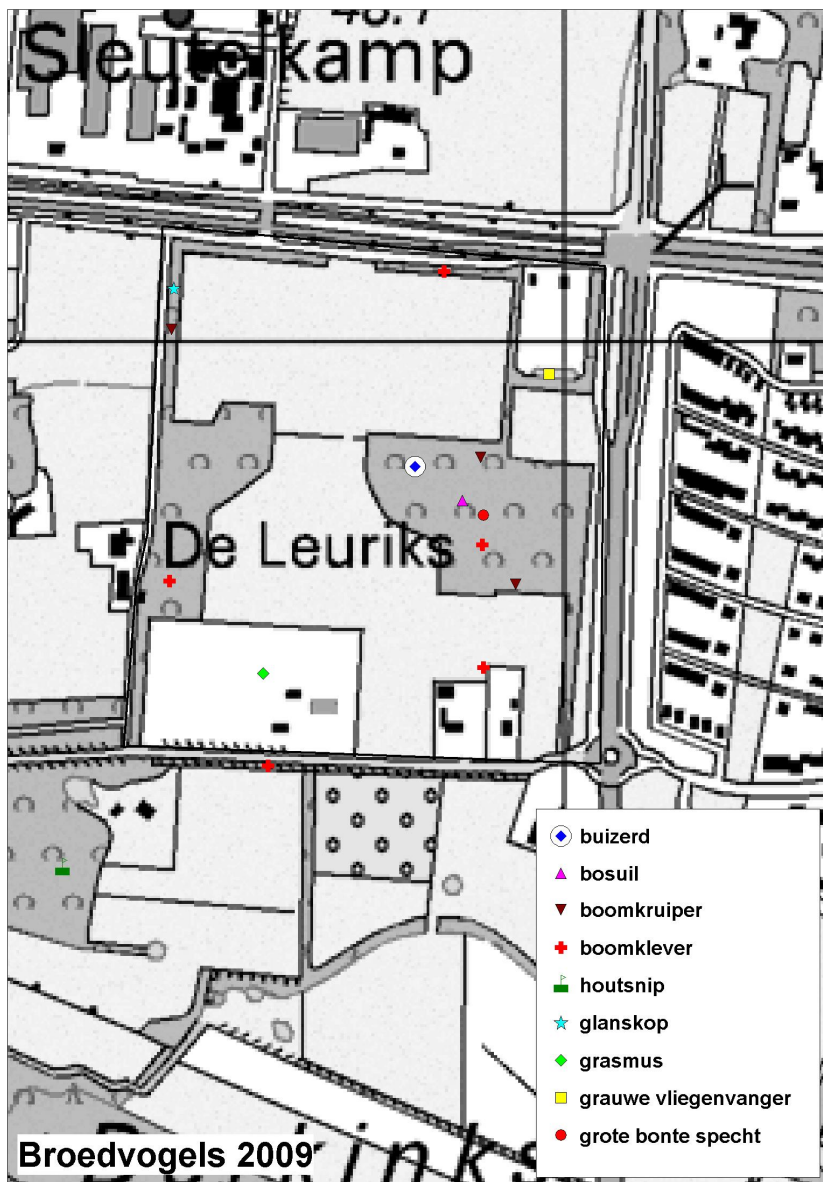 Sleutelkamp
De Leuriks
buizerd
bosuil
boomkruiper
boomklever
houtsnip
glanskop
grasmus
grauwe vliegenvanger
grote bonte specht
Broedvogels 2009